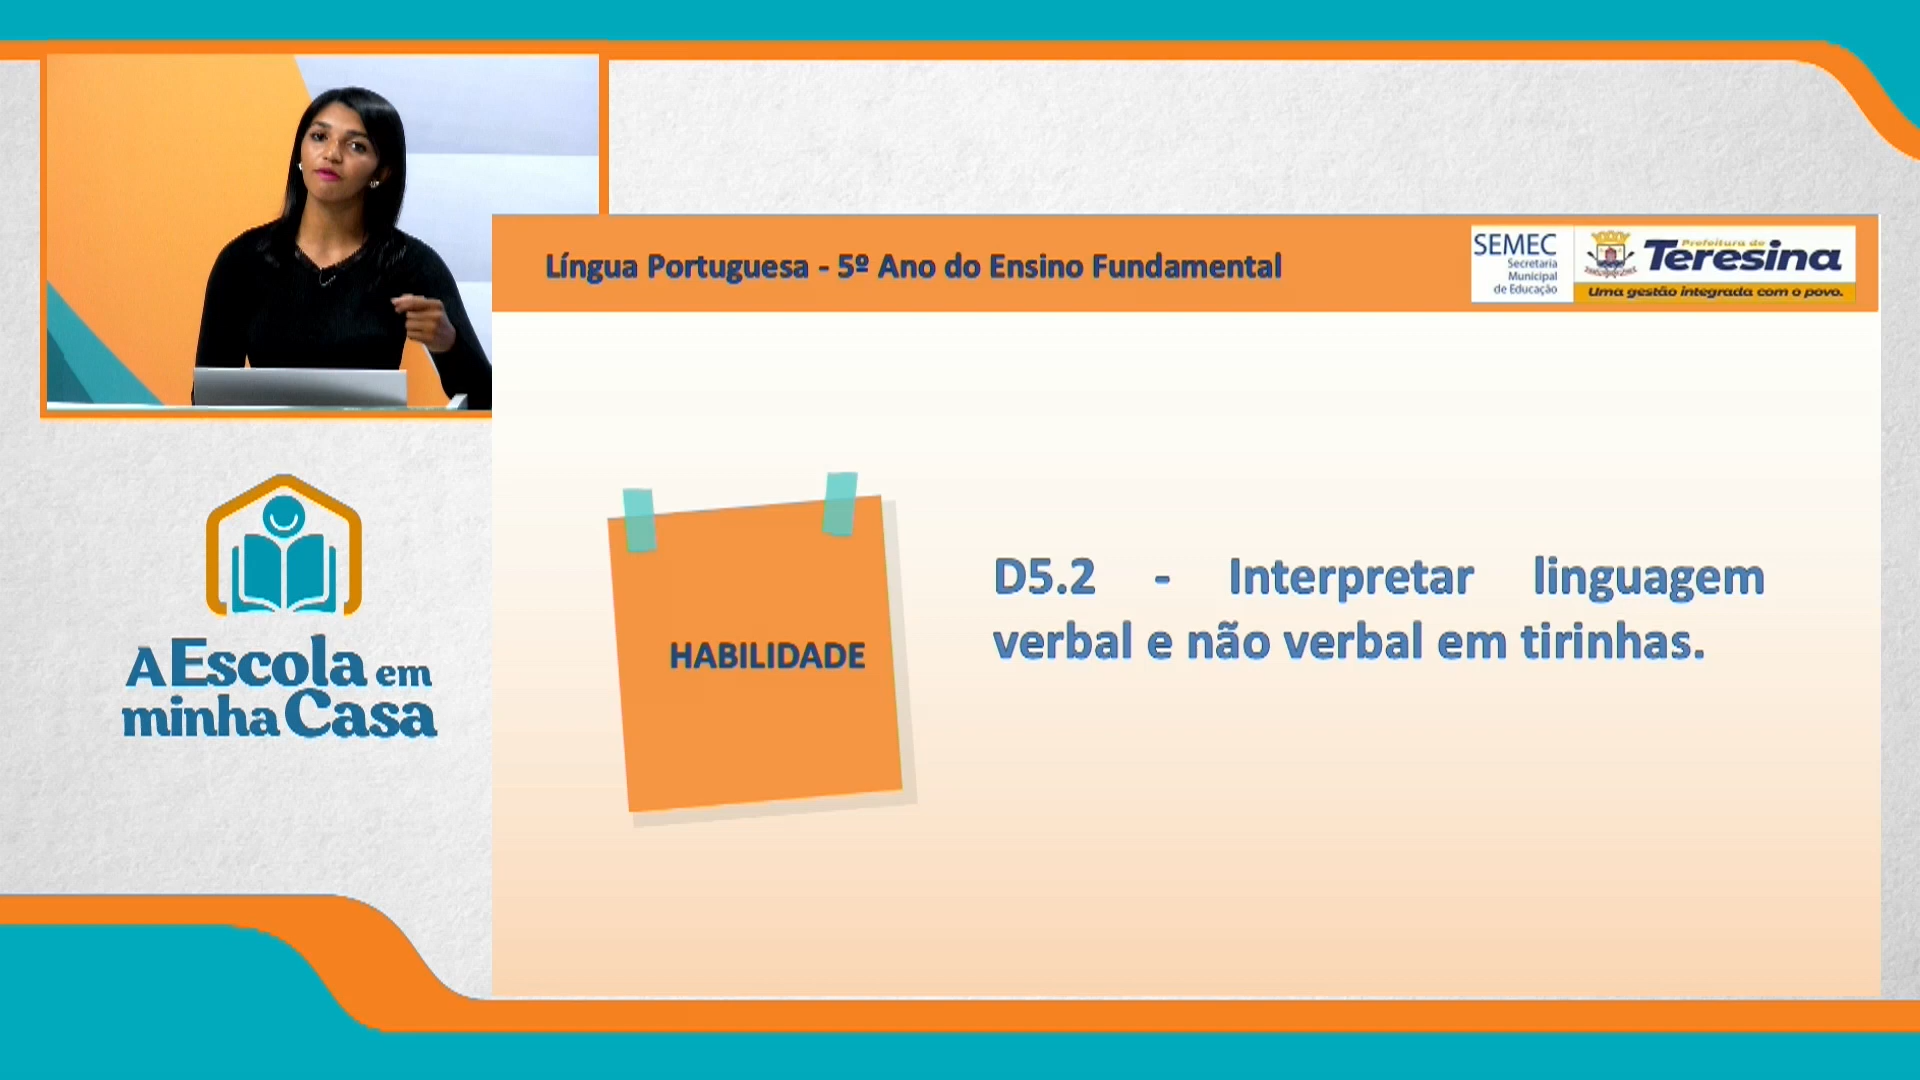 Língua Portuguesa - 5º Ano do Ensino Fundamental
SEMEC
Secretaria
Municipal
de Educação
Prefeitura de
Teresina
Uma gestão integrada com o povo.
HABILIDADE
D5.2 - Interpretar linguagem
verbal e não verbal em tirinhas.
A Escola em
minha Casa